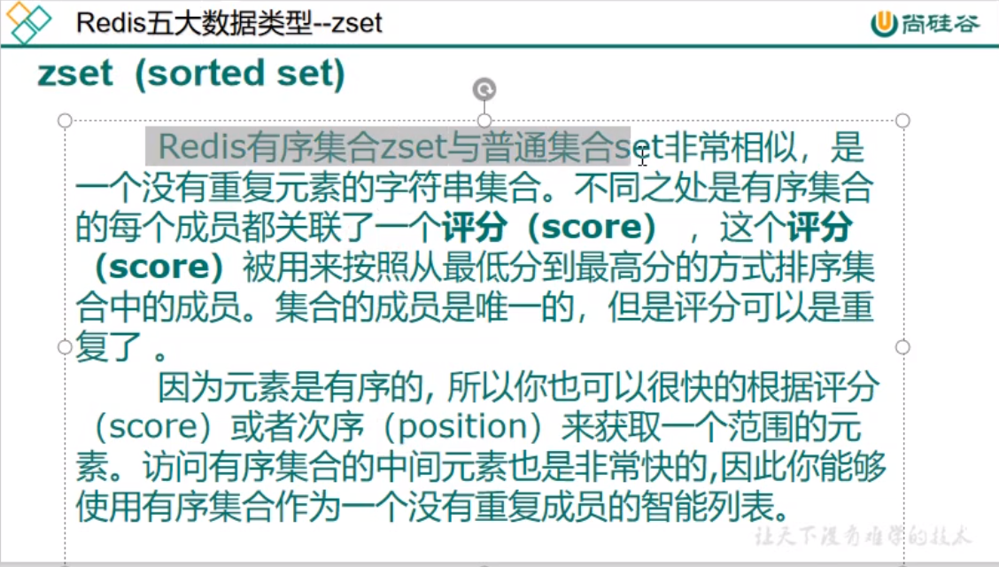 Redis五大数据类型--zset
尚硅谷
zset (sorted set)
Redis有序集合zset与普通集合set非常相似，是
一个没有重复元素的字符串集合。不同之处是有序集合
的每个成员都关联了一个评分（score），这个评分
（score）被用来按照从最低分到最高分的方式排序集
合中的成员。集合的成员是唯一的，但是评分可以是重
复了 。
因为元素是有序的, 所以你也可以很快的根据评分
（score）或者次序（position）来获取一个范围的元
素。访问有序集合的中间元素也是非常快的,因此你能够
使用有序集合作为一个没有重复成员的智能列表。
让天下没有难学的技术